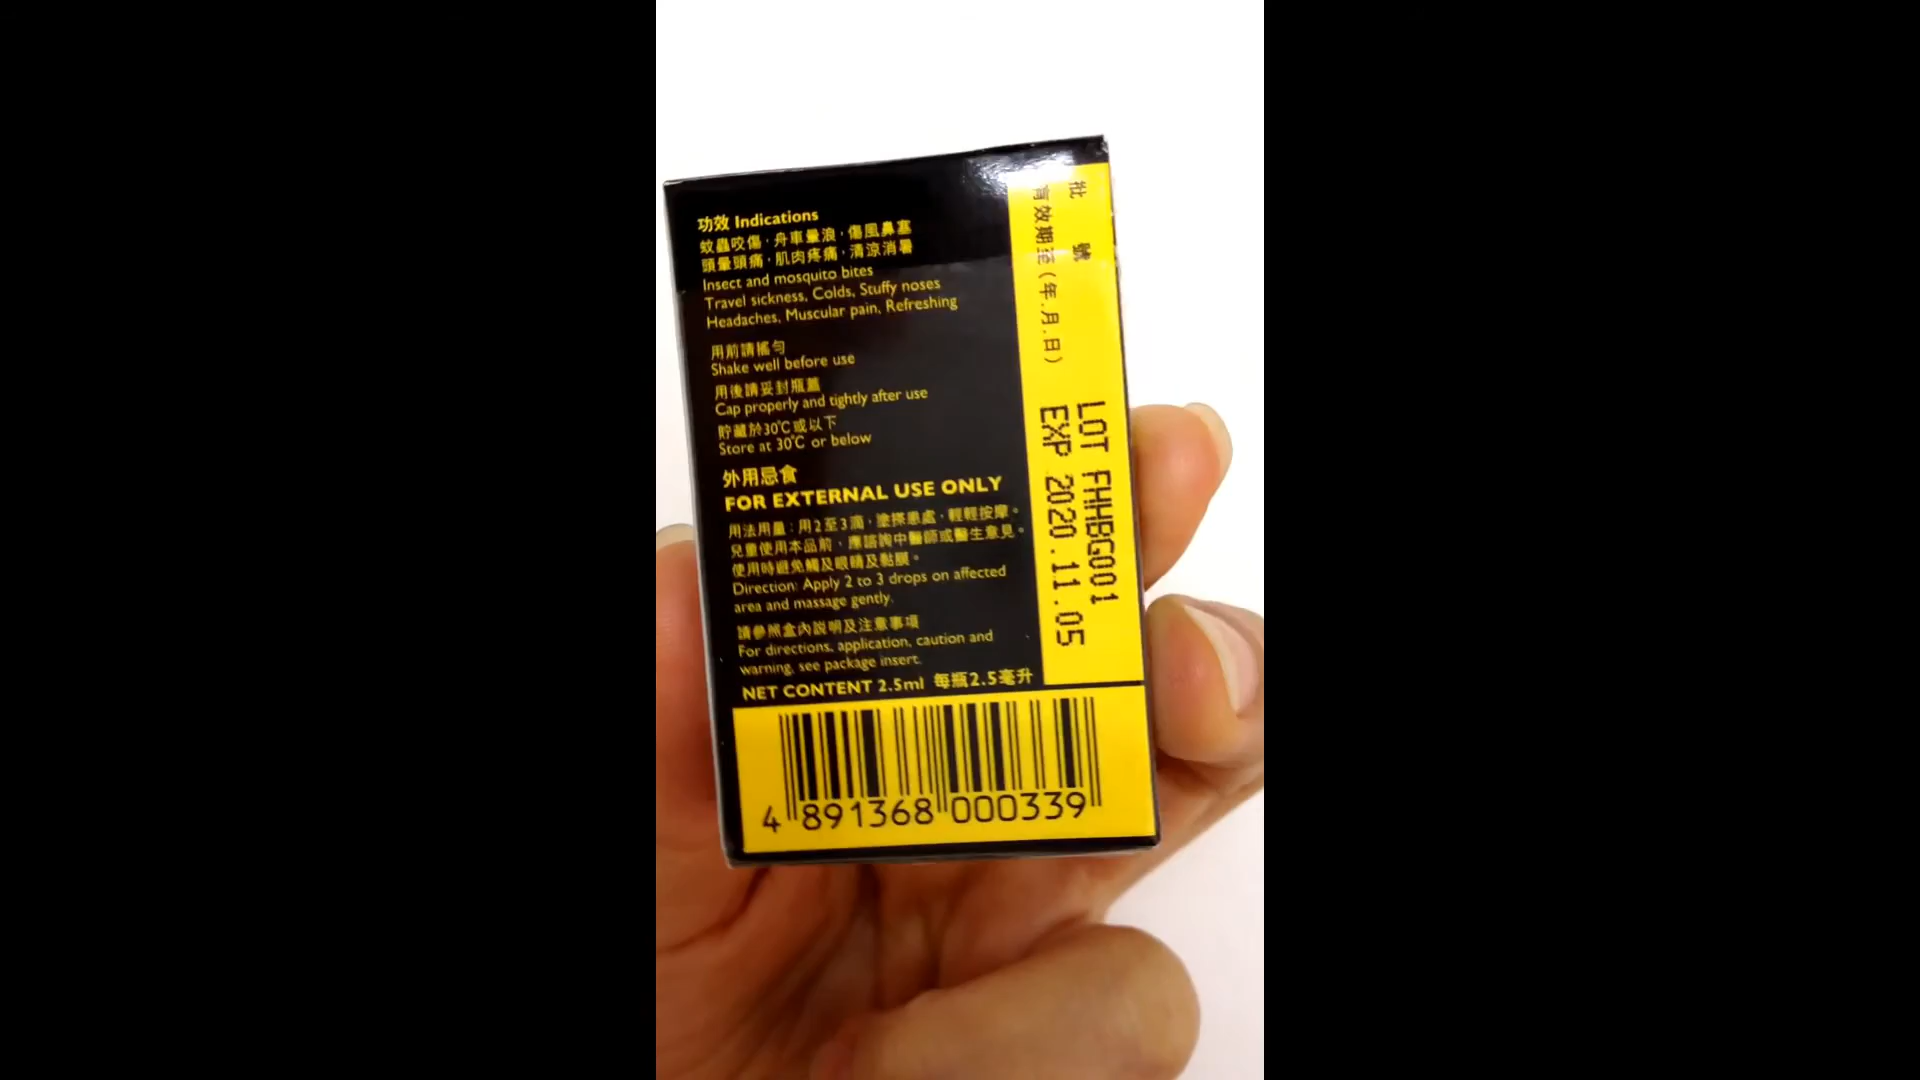 功效 Indications
蚊蟲咬傷，舟車暈浪，傷風鼻塞
頭暈頭痛，肌肉疼痛，清涼消暑
Insect and mosquito bites
Travel sickness, Colds, Stuffy noses
Headaches, Muscular pain, Refreshing
用前請搖勻
Shake well before use
用後請妥封瓶蓋
Cap properly and tightly after use
貯藏於30℃或以下
Store at 30℃ or below
外用忌食
FOR EXTERNAL USE ONLY
用法用量：用2至3滴，塗搽患處，輕輕按摩。
兒童使用本品前，應諮詢中醫師或醫生意見。
使用時避免觸及眼睛及黏膜。
Direction: Apply 2 to 3 drops on affected
area and massage gently.
請參照盒內說明及注意事項
For directions, application, caution and
warning, see package insert.
NET CONTENT 2.5ml 每瓶2.5毫升
批 號 LOT FHHBG001
有效期至(年.月.日) EXP 2020.11.05
4 891368 000339